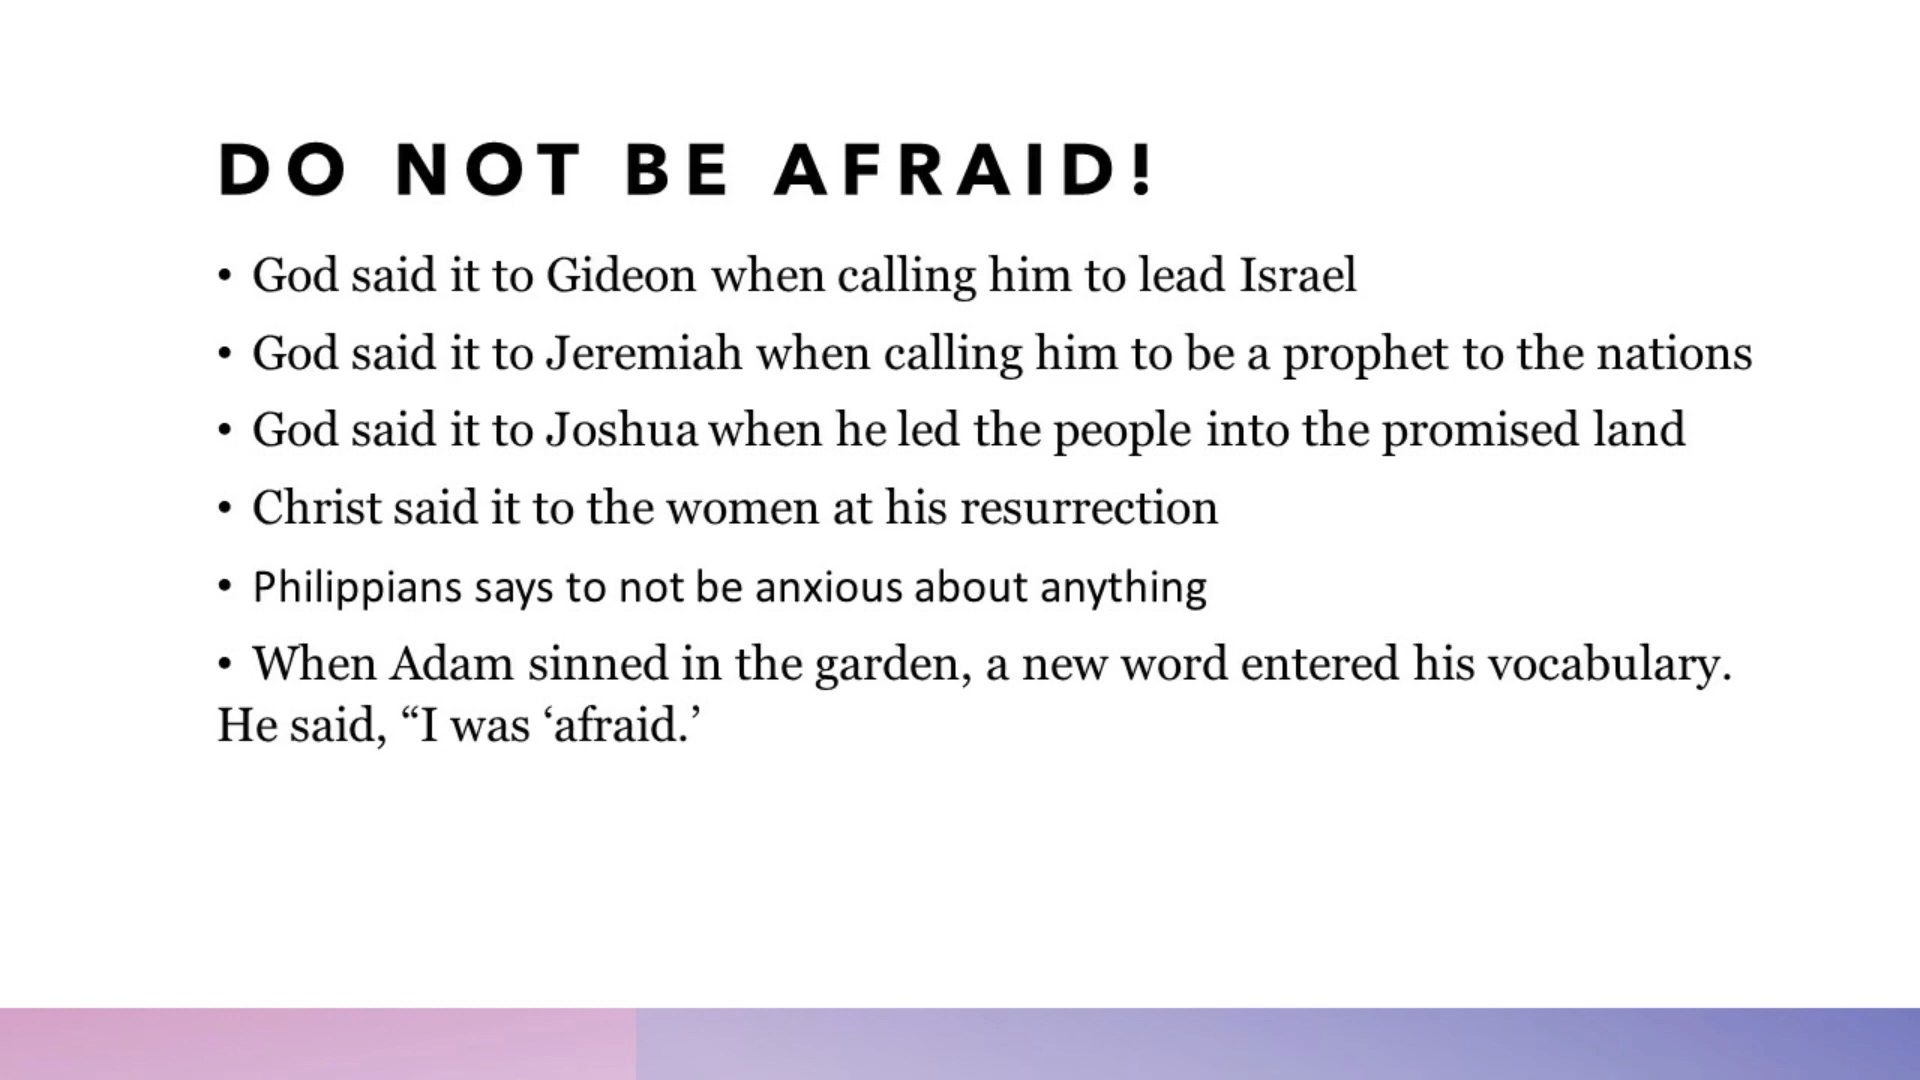 DO NOT BE AFRAID!
• God said it to Gideon when calling him to lead Israel
• God said it to Jeremiah when calling him to be a prophet to the nations
• God said it to Joshua when he led the people into the promised land
• Christ said it to the women at his resurrection
• Philippians says to not be anxious about anything
• When Adam sinned in the garden, a new word entered his vocabulary.
He said, “I was ‘afraid.’